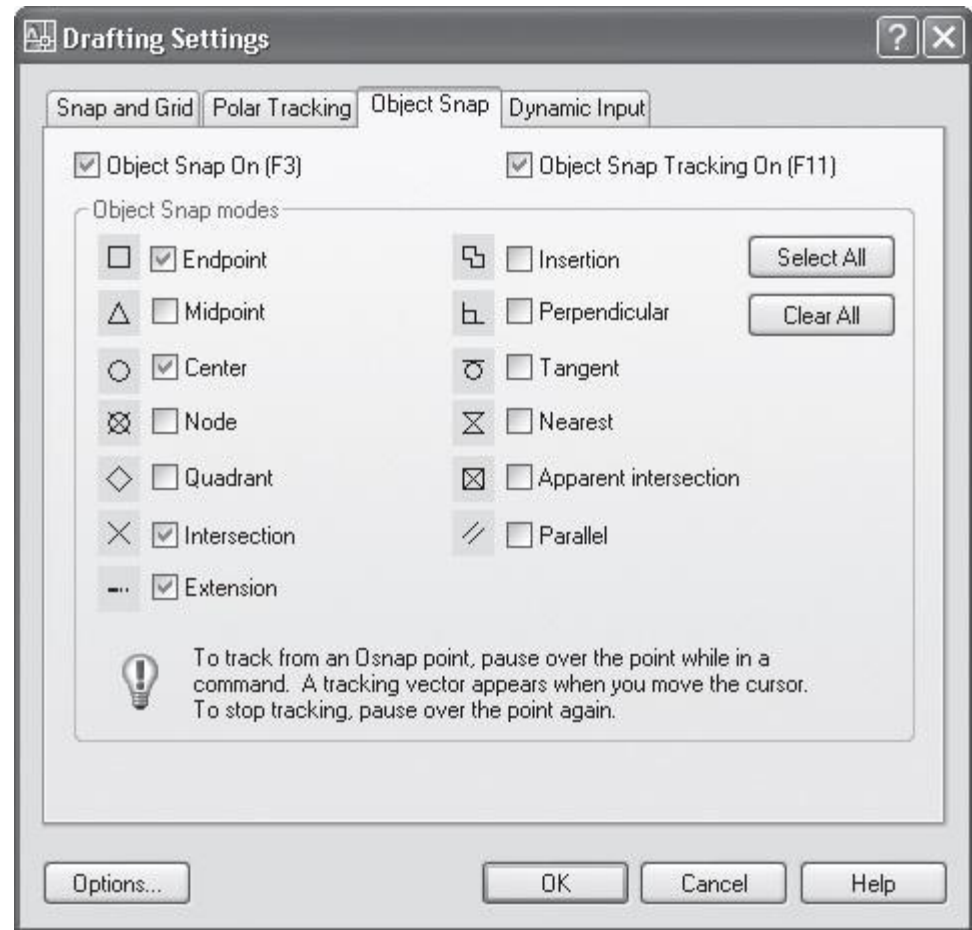 Drafting Settings
Snap and Grid Polar Tracking Object Snap Dynamic Input
Object Snap On (F3) Object Snap Tracking On (F11)
Object Snap modes
Endpoint Insertion Select All
Midpoint Perpendicular Clear All
Center Tangent
Node Nearest
Quadrant Apparent intersection
Intersection Parallel
Extension
To track from an Osnap point, pause over the point while in a
command. A tracking vector appears when you move the cursor.
To stop tracking, pause over the point again.
Options... OK Cancel Help